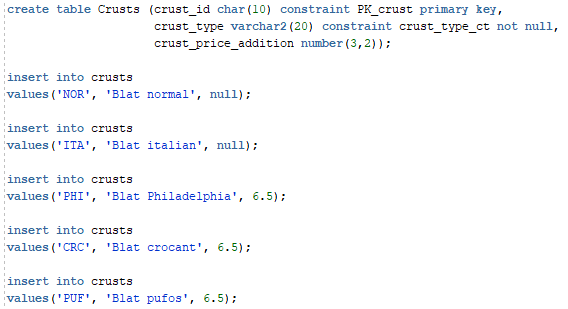 create table Crusts (crust_id char(10) constraint PK_crust primary key,
crust_type varchar2(20) constraint crust_type_ct not null,
crust_price_addition number(3,2));
insert into crusts
values('NOR', 'Blat normal', null);
insert into crusts
values('ITA', 'Blat italian', null);
insert into crusts
values('PHI', 'Blat Philadelphia', 6.5);
insert into crusts
values('CRC', 'Blat crocant', 6.5);
insert into crusts
values('PUF', 'Blat pufos', 6.5);